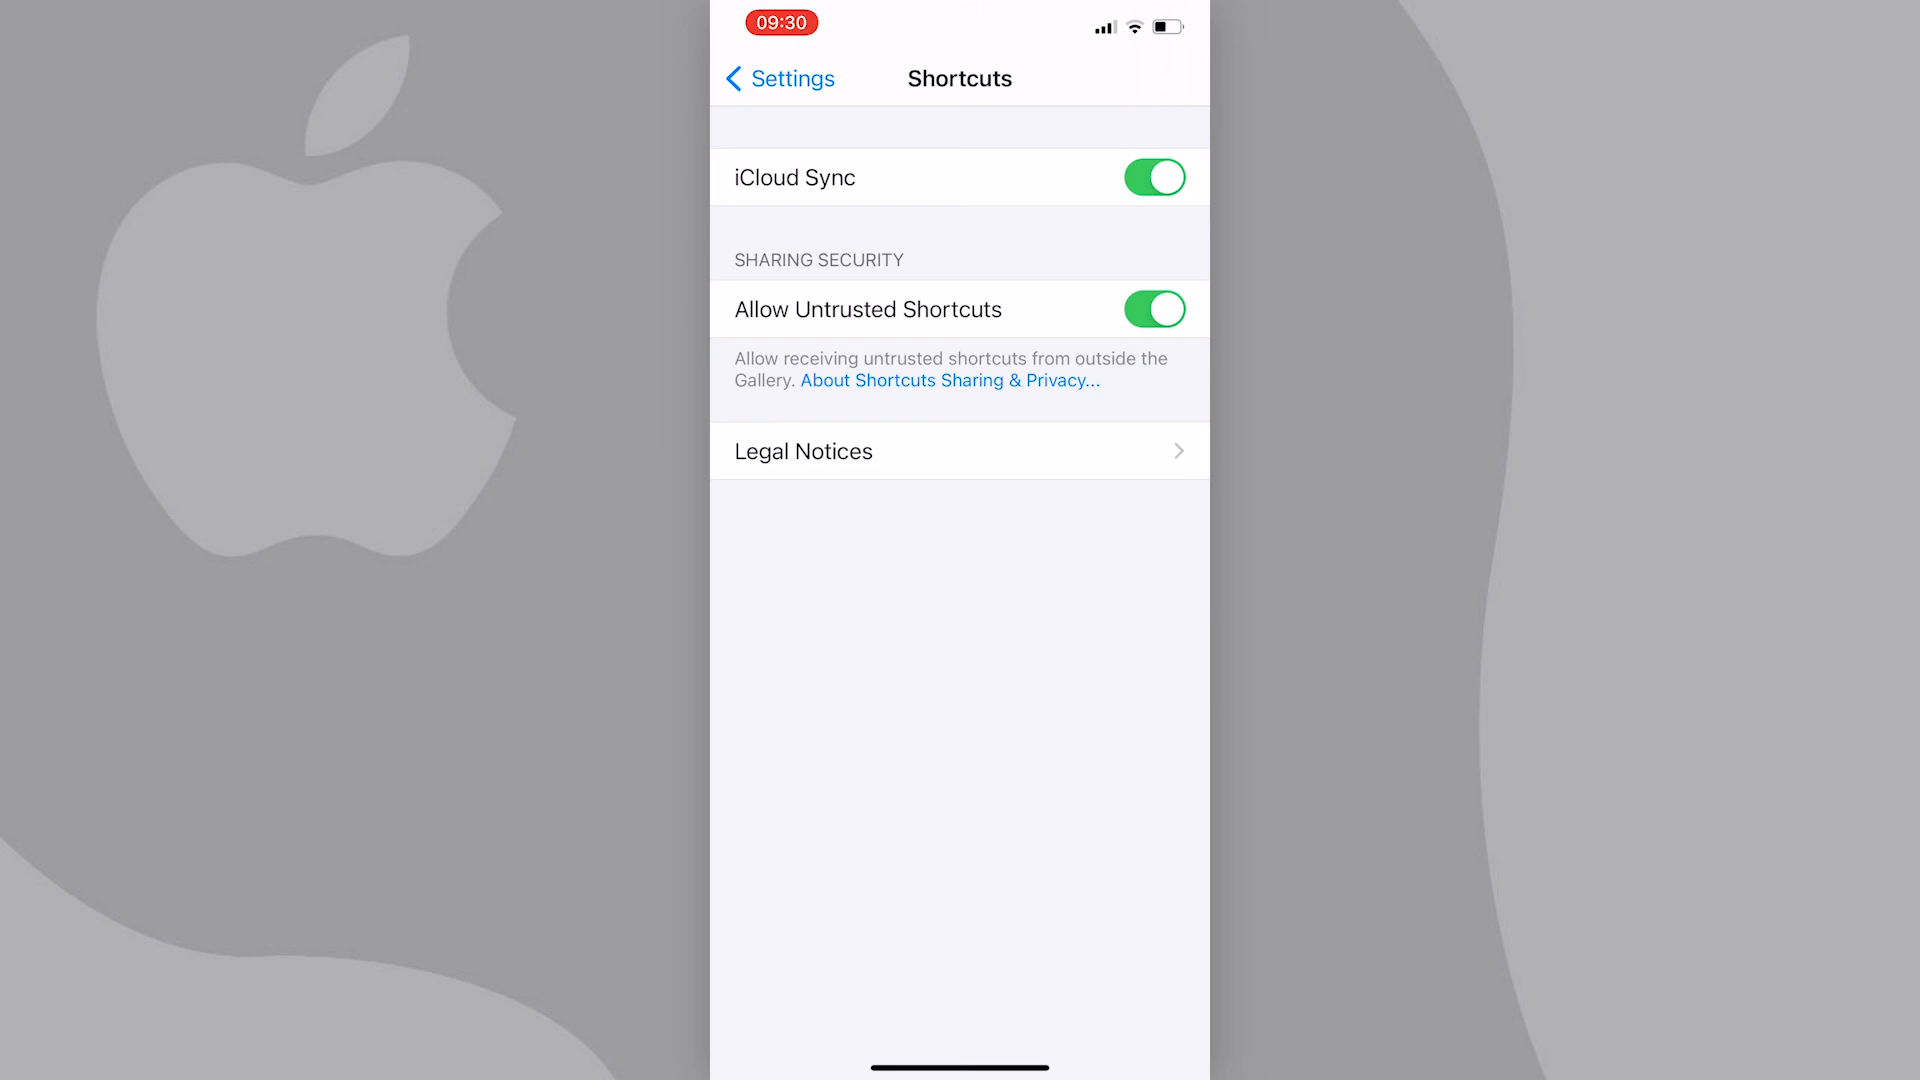 09:30
Settings
Shortcuts
iCloud Sync
SHARING SECURITY
Allow Untrusted Shortcuts
Allow receiving untrusted shortcuts from outside the
Gallery. About Shortcuts Sharing & Privacy...
Legal Notices